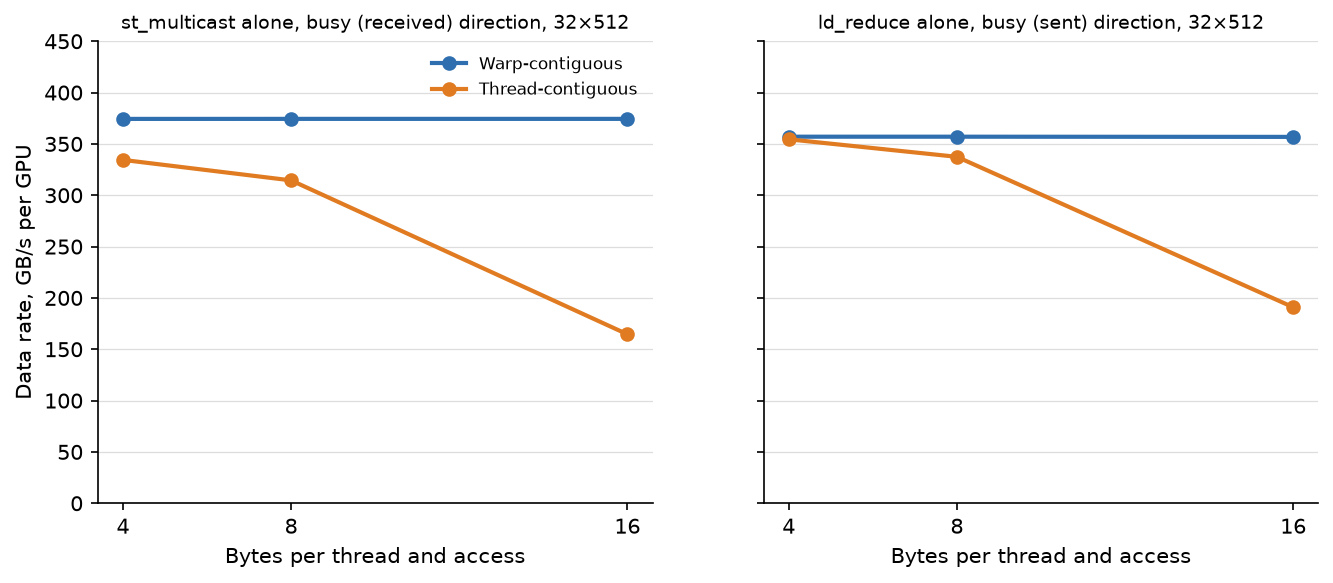 st_multicast alone, busy (received) direction, 32×512
Data rate, GB/s per GPU
450
400
350
300
250
200
150
100
50
0
Warp-contiguous
Thread-contiguous
4
8
16
Bytes per thread and access
ld_reduce alone, busy (sent) direction, 32×512
4
8
16
Bytes per thread and access